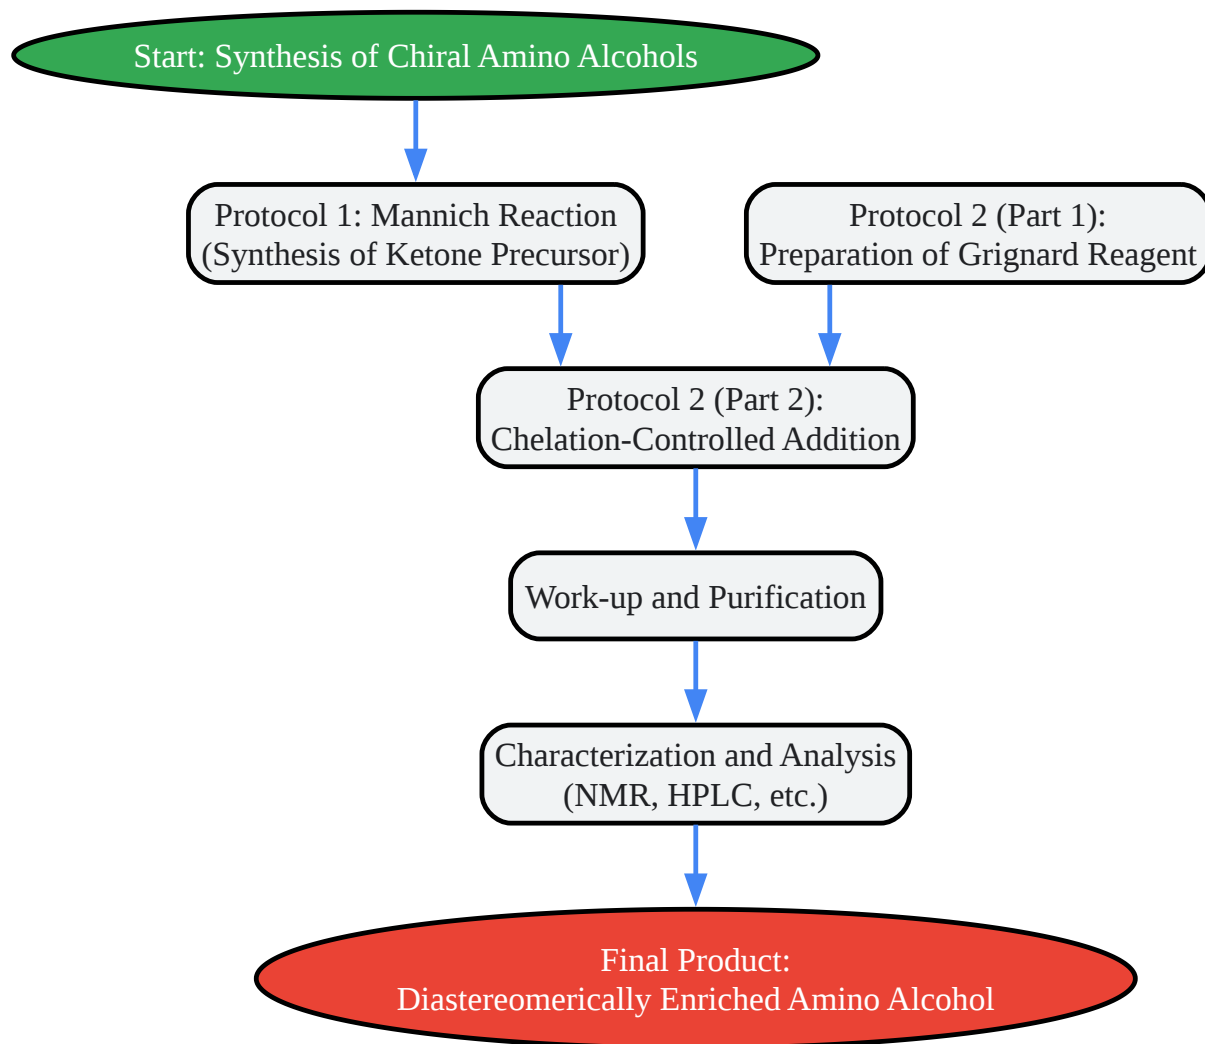 Start: Synthesis of Chiral Amino Alcohols
Protocol 1: Mannich Reaction
(Synthesis of Ketone Precursor)
Protocol 2 (Part 1):
Preparation of Grignard Reagent
Protocol 2 (Part 2):
Chelation-Controlled Addition
Work-up and Purification
Characterization and Analysis
(NMR, HPLC, etc.)
Final Product:
Diastereomerically Enriched Amino Alcohol